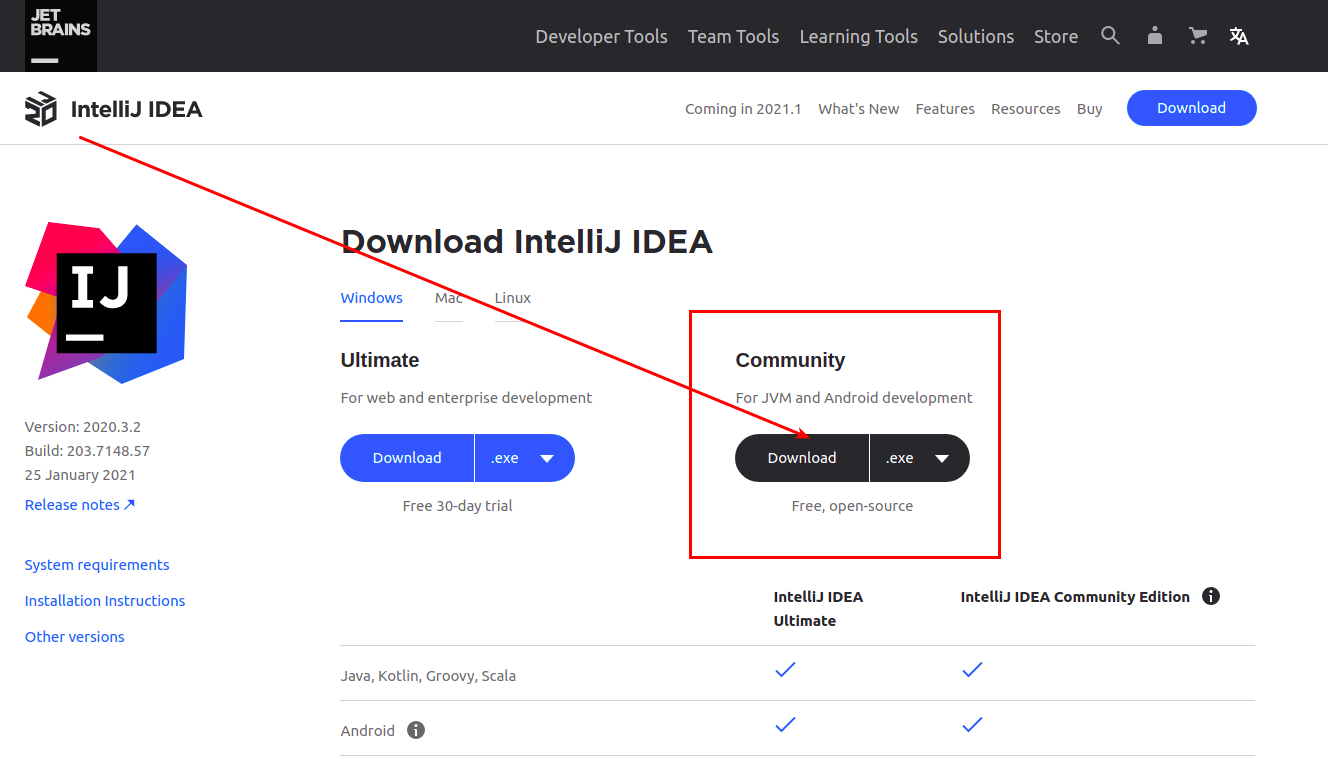 JET
BRAINS
Developer Tools Team Tools Learning Tools Solutions Store
IntelliJ IDEA
Coming in 2021.1 What's New Features Resources Buy Download
IJ
Download IntelliJ IDEA
Windows Mac Linux
Ultimate
For web and enterprise development
Download .exe
Free 30-day trial
Community
For JVM and Android development
Download .exe
Free, open-source
Version: 2020.3.2
Build: 203.7148.57
25 January 2021
Release notes ↗
System requirements
Installation Instructions
Other versions
IntelliJ IDEA
Ultimate
IntelliJ IDEA Community Edition
Java, Kotlin, Groovy, Scala
Android